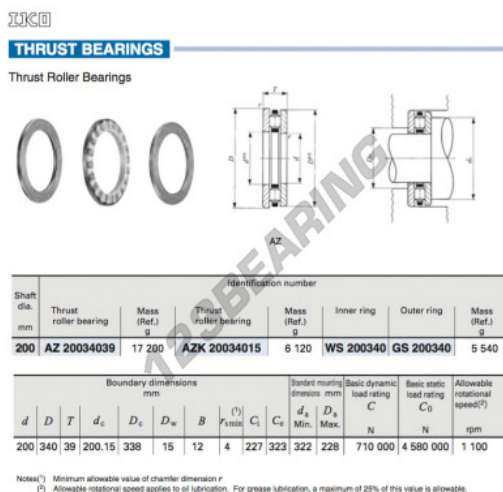 IKO
THRUST BEARINGS
Thrust Roller Bearings
T
r
r
D
d
AZ
123BEARING
Identification number
Shaft dia. mm | Thrust roller bearing | Mass (Ref.) g | Thrust roller bearing | Mass (Ref.) g | Inner ring | Outer ring | Mass (Ref.) g
200 | AZ 20034039 | 17 200 | AZK 20034015 | 6 120 | WS 200340 | GS 200340 | 5 540
Boundary dimensions mm | Standard mounting dimensions mm | Basic dynamic load rating C N | Basic static load rating C0 N | Allowable rotational speed(2) rpm
d | D | T | dc | Dc | Dw | B | (1) rsmin | Ci | Ce | da Min. | Da Max.
200 | 340 | 39 | 200.15 | 338 | 15 | 12 | 4 | 227 | 323 | 322 | 228 | 710 000 | 4 580 000 | 1 100
Notes(1) Minimum allowable value of chamfer dimension r
(2) Allowable rotational speed applies to oil lubrication. For grease lubrication, a maximum of 25% of this value is allowable.